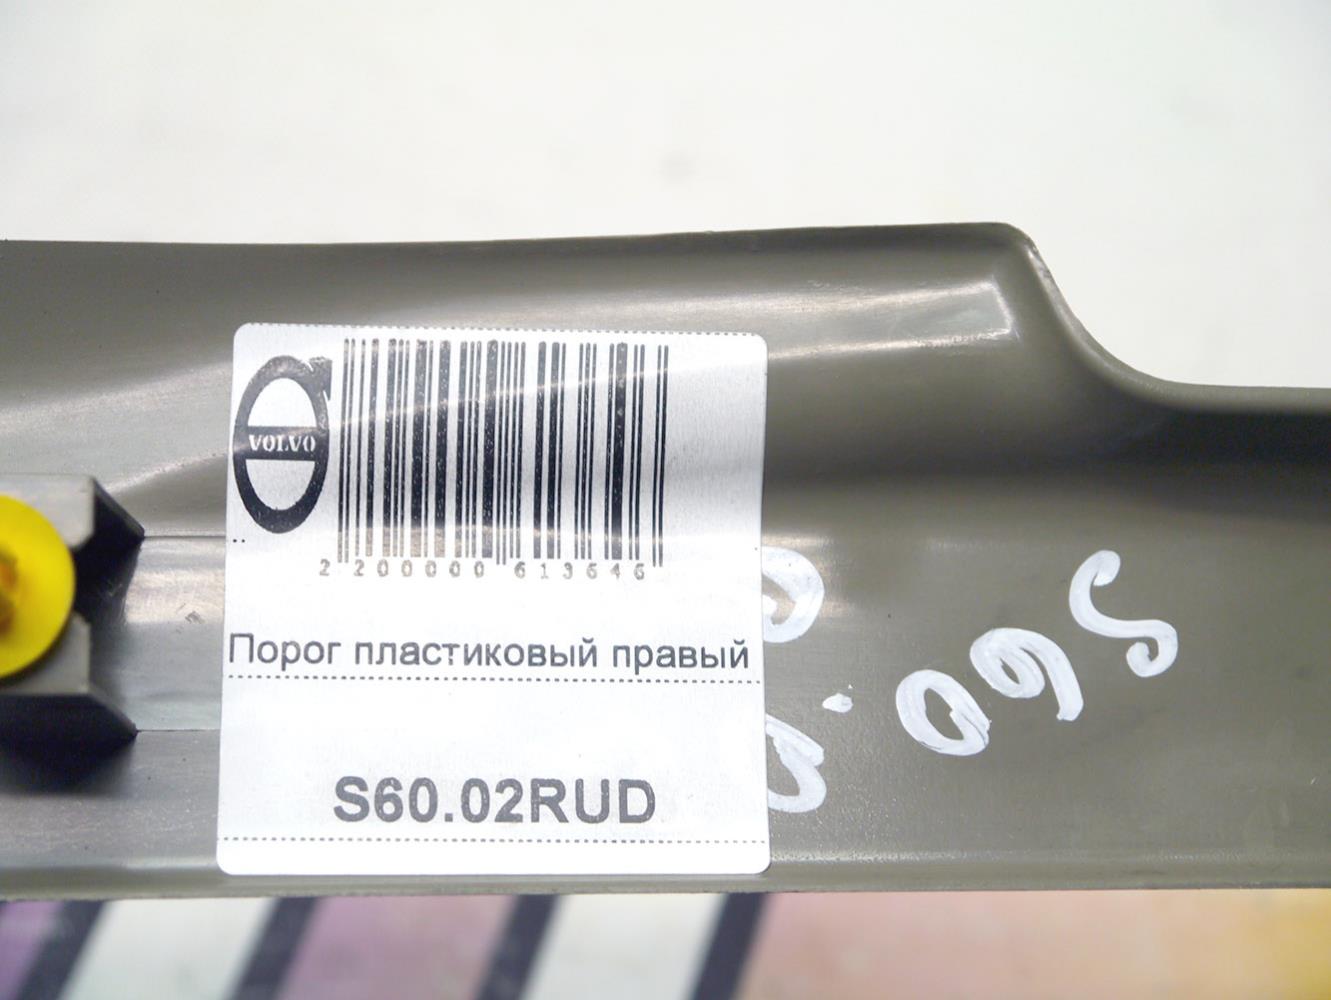 VOLVO
2 200000 613646
Порог пластиковый правый
S60.02RUD
S60